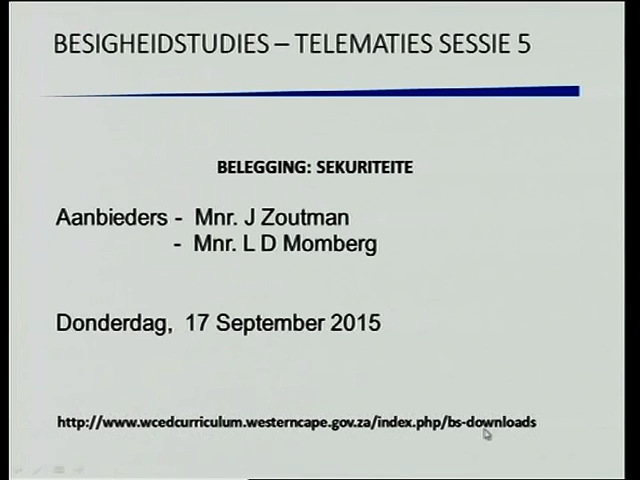 BESIGHEIDSTUDIES – TELEMATIES SESSIE 5
BELEGGING: SEKURITEITE
Aanbieders - Mnr. J Zoutman
- Mnr. L D Momberg
Donderdag, 17 September 2015
http://www.wcedcurriculum.westerncape.gov.za/index.php/bs-downloads